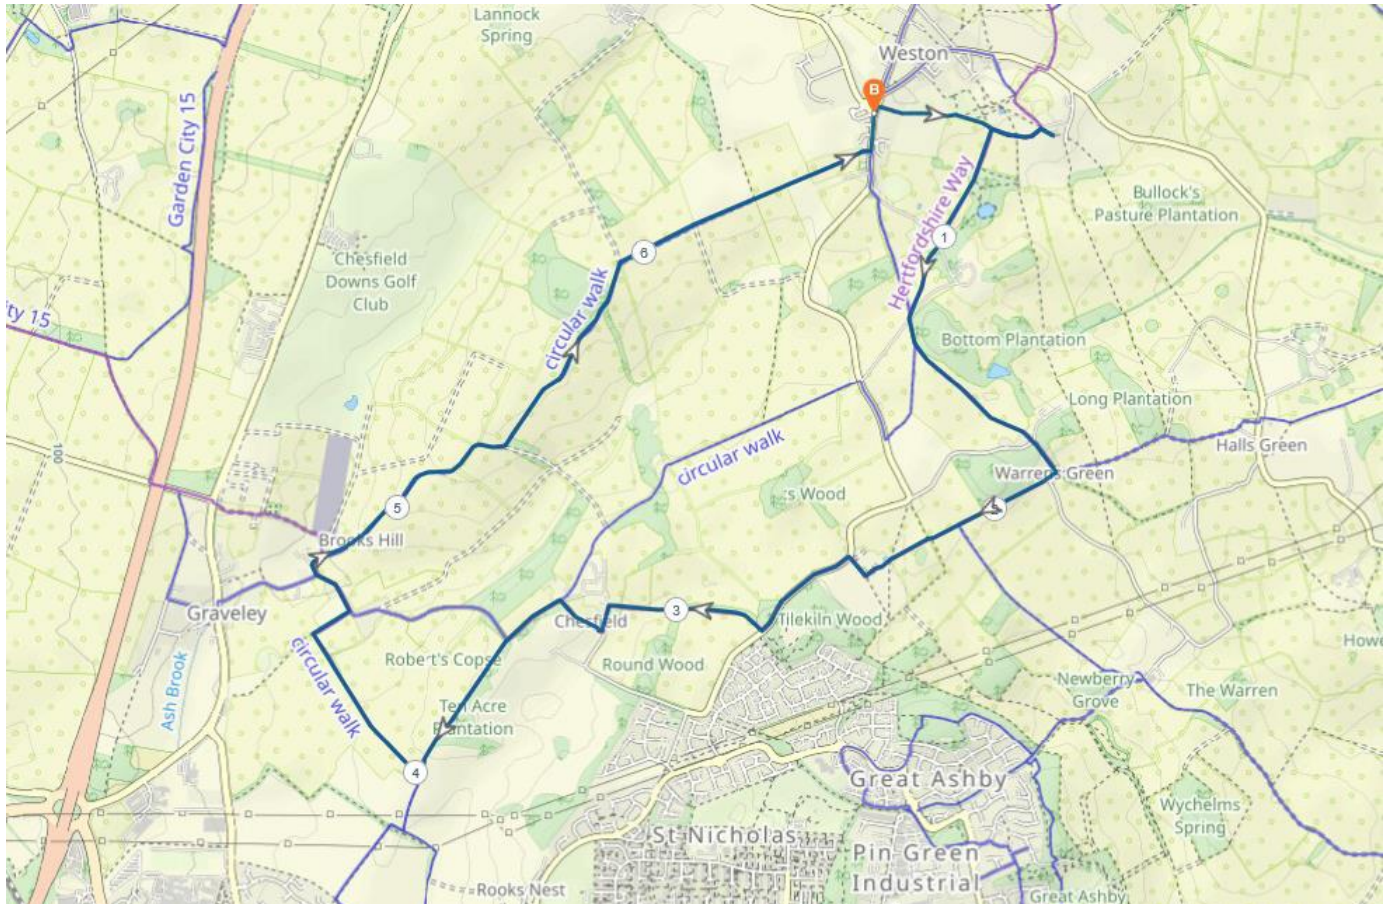 Lannock
Spring
Weston
B
Garden City 15
Bullock's
Pasture Plantation
Hertfordshire Way
1
Chesfield
Downs Golf
Club
6
circular walk
ty 15
Bottom Plantation
Long Plantation
circular walk
Halls Green
Warrens Green
100
s Wood
5
Brooks Hill
Graveley
3
Chesfield
Tilekiln Wood
Robert's Copse
Round Wood
circular walk
Ash Brook
Ten Acre
Plantation
Newberry
Grove
The Warren
Howe
4
Great Ashby
Wychelms
Spring
St Nicholas
Pin Green
Industrial
Rooks Nest
Great Ashby